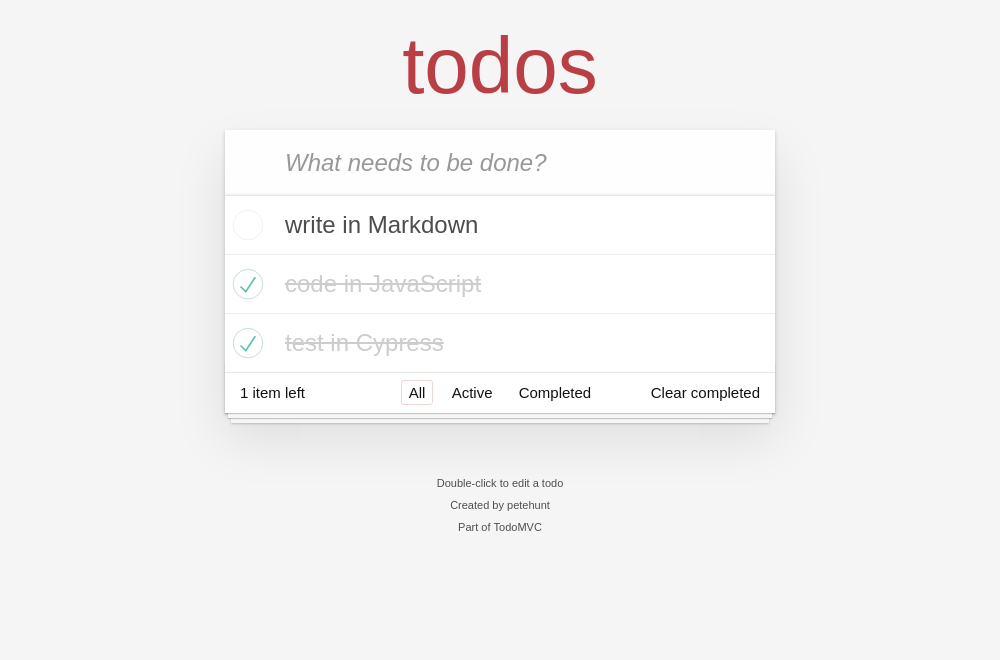 todos
What needs to be done?
write in Markdown
code in JavaScript
test in Cypress
1 item left All Active Completed Clear completed
Double-click to edit a todo
Created by petehunt
Part of TodoMVC